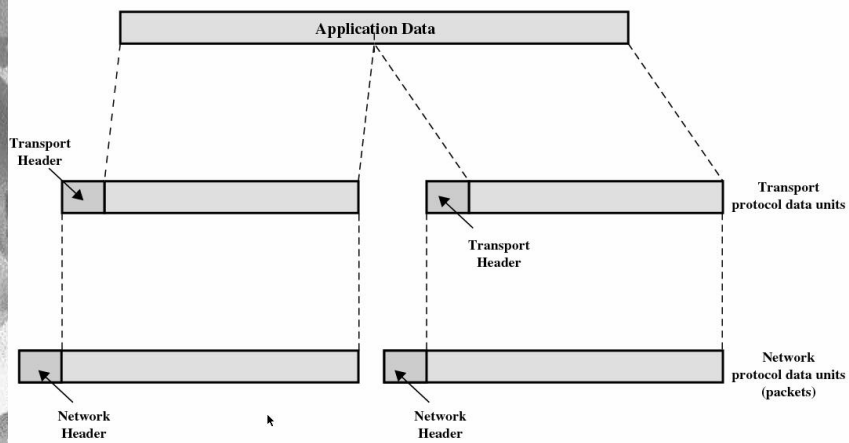 Application Data
Transport
Header
Transport
protocol data units
Transport
Header
Network
protocol data units
(packets)
Network
Header
Network
Header